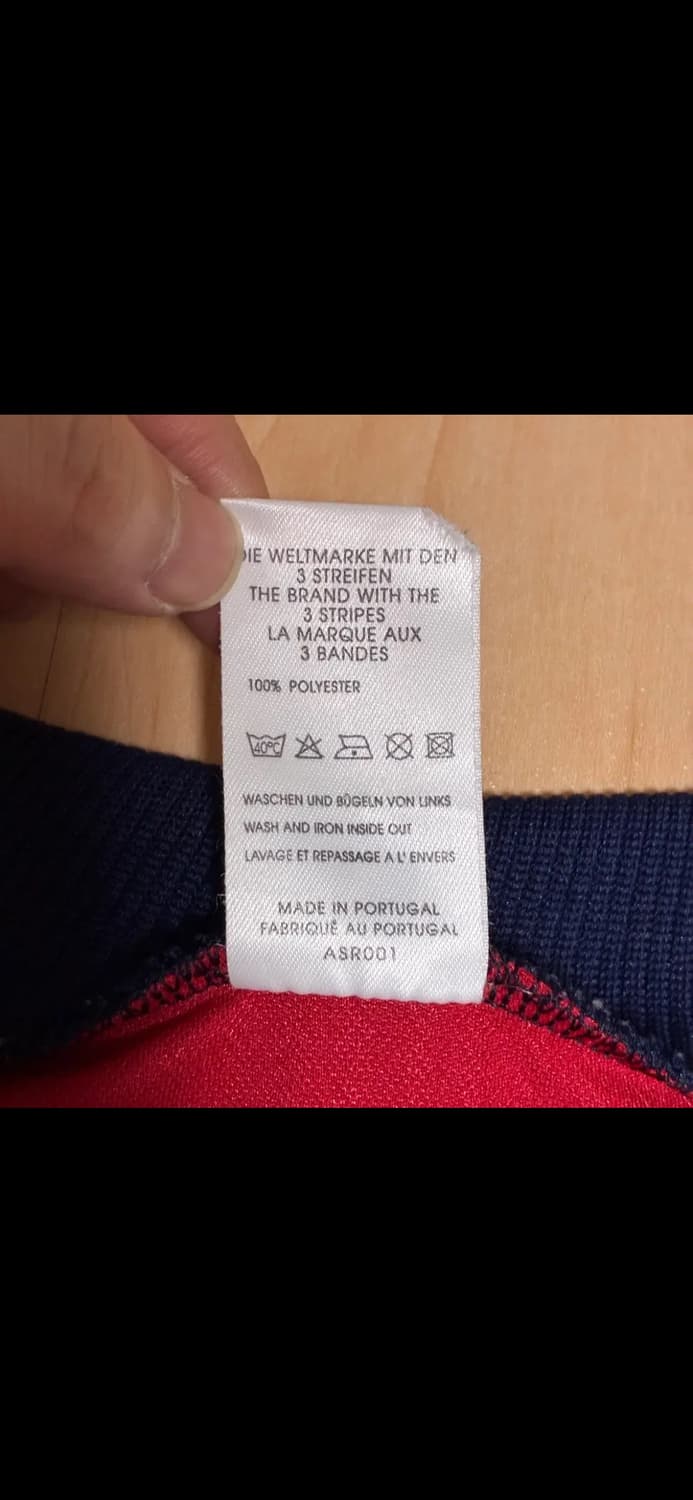 DIE WELTMARKE MIT DEN
3 STREIFEN
THE BRAND WITH THE
3 STRIPES
LA MARQUE AUX
3 BANDES
100% POLYESTER
40°C
WASCHEN UND BÜGELN VON LINKS
WASH AND IRON INSIDE OUT
LAVAGE ET REPASSAGE A L' ENVERS
MADE IN PORTUGAL
FABRIQUÊ AU PORTUGAL
ASR001